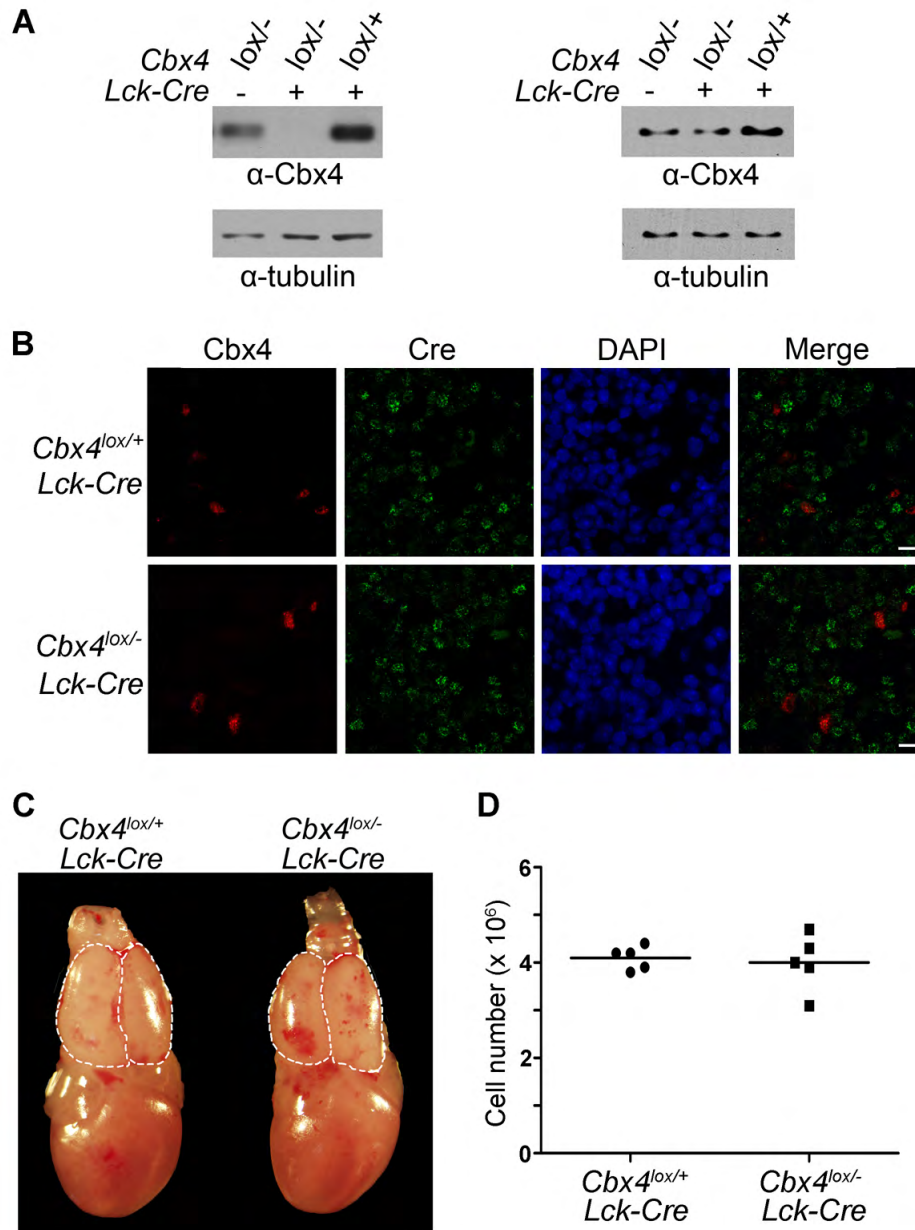 A
Cbx4 lox/- lox/- lox/+
Lck-Cre - + +
α-Cbx4
α-tubulin
lox/- lox/- lox/+
Cbx4
Lck-Cre - + +
α-Cbx4
α-tubulin
B
Cbx4 Cre DAPI Merge
Cbx4lox/+
Lck-Cre
Cbx4lox/-
Lck-Cre
C
Cbx4lox/+ Cbx4lox/-
Lck-Cre Lck-Cre
D
Cell number (x 10⁶)
6
4
2
0
Cbx4lox/+ Cbx4lox/-
Lck-Cre Lck-Cre